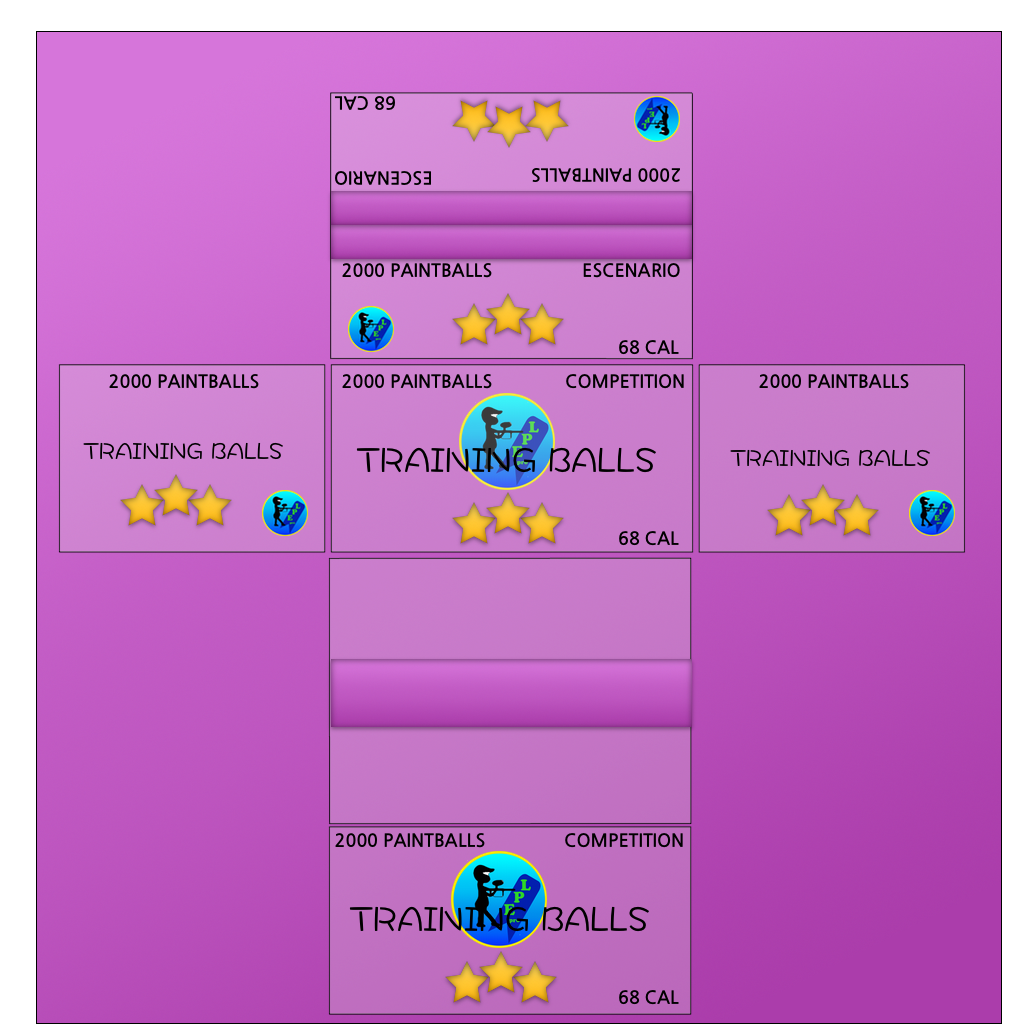 68 CAL
ESCENARIO 2000 PAINTBALLS
2000 PAINTBALLS ESCENARIO
68 CAL
2000 PAINTBALLS
TRAINING BALLS
2000 PAINTBALLS COMPETITION
L
P
E
TRAINING BALLS
68 CAL
2000 PAINTBALLS
TRAINING BALLS
2000 PAINTBALLS COMPETITION
L
P
E
TRAINING BALLS
68 CAL